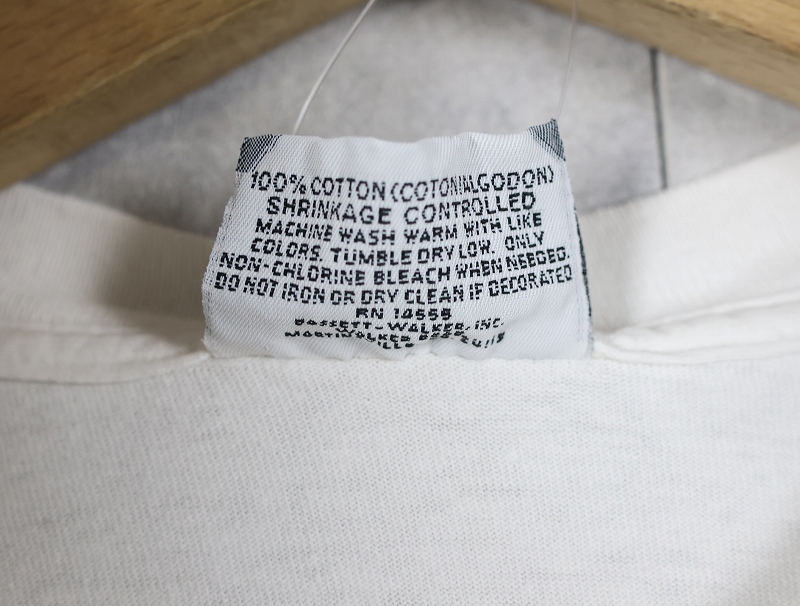 100% COTTON (COTON/ALGODON)
SHRINKAGE CONTROLLED
MACHINE WASH WARM WITH LIKE
COLORS. TUMBLE DRY LOW. ONLY
NON-CHLORINE BLEACH WHEN NEEDED.
DO NOT IRON OR DRY CLEAN IF DECORATED
RN
BASSETT-WALKER, INC.